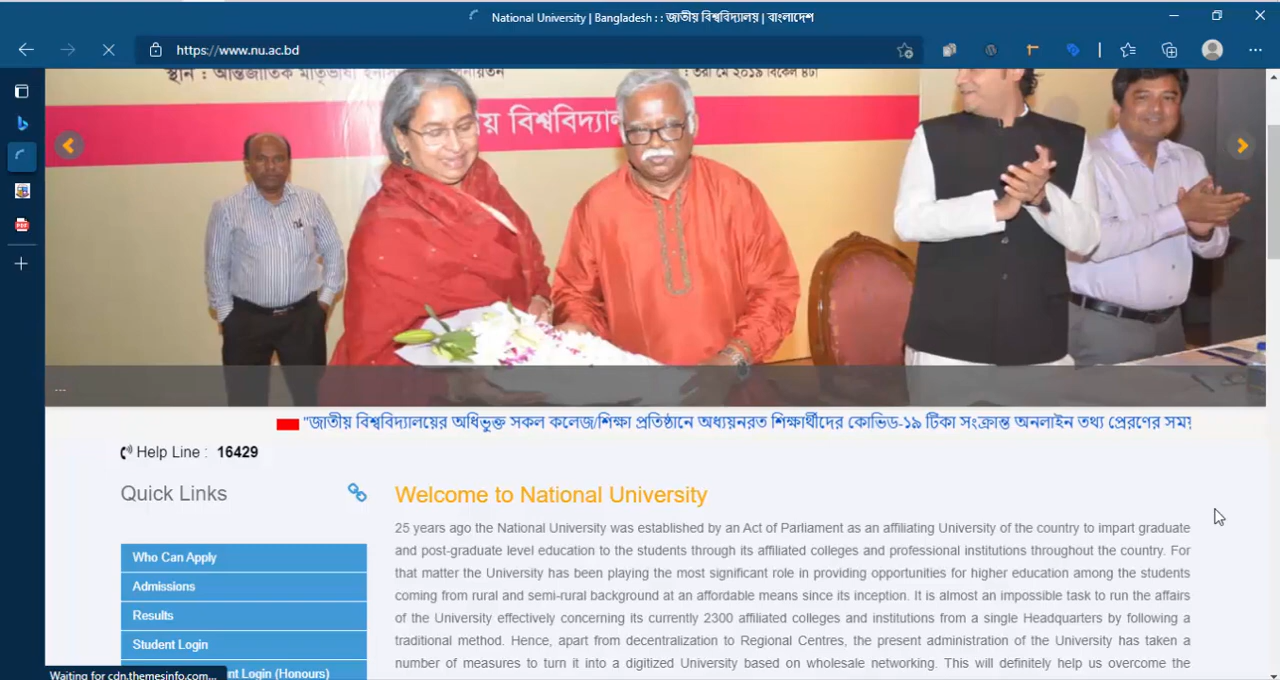 National University | Bangladesh : : জাতীয় বিশ্ববিদ্যালয় | বাংলাদেশ
https://www.nu.ac.bd
স্থান : আন্তর্জাতিক মাতৃভাষা : ৩রা মে ২০১৯ বিকেল ৪টা
...
"জাতীয় বিশ্ববিদ্যালয়ের অধিভুক্ত সকল কলেজ/শিক্ষা প্রতিষ্ঠানে অধ্যয়নরত শিক্ষার্থীদের কোভিড-১৯ টিকা সংক্রান্ত অনলাইন তথ্য প্রেরণের সময়
Help Line : 16429
Quick Links
Who Can Apply
Admissions
Results
Student Login
nt Login (Honours)
Welcome to National University
25 years ago the National University was established by an Act of Parliament as an affiliating University of the country to impart graduate
and post-graduate level education to the students through its affiliated colleges and professional institutions throughout the country. For
that matter the University has been playing the most significant role in providing opportunities for higher education among the students
coming from rural and semi-rural background at an affordable means since its inception. It is almost an impossible task to run the affairs
of the University effectively concerning its currently 2300 affiliated colleges and institutions from a single Headquarters by following a
traditional method. Hence, apart from decentralization to Regional Centres, the present administration of the University has taken a
number of measures to turn it into a digitized University based on wholesale networking. This will definitely help us overcome the
Waiting for cdn.themesinfo.com...